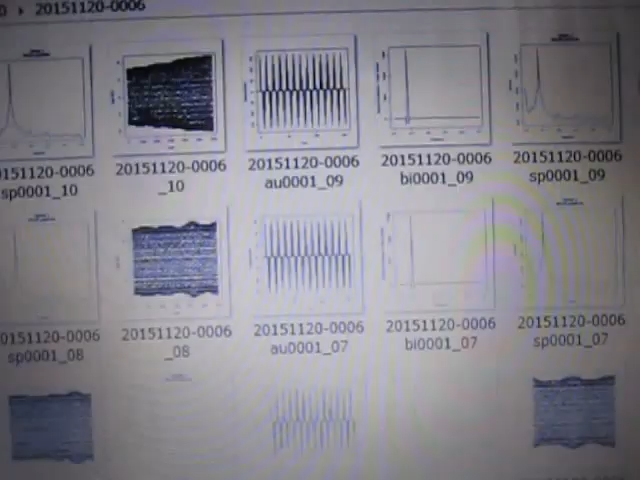 20151120-0006
0151120-0006
sp0001_10
20151120-0006
_10
20151120-0006
au0001_09
20151120-0006
bi0001_09
20151120-0006
sp0001_09
0151120-0006
sp0001_08
20151120-0006
_08
20151120-0006
au0001_07
20151120-0006
bi0001_07
20151120-0006
sp0001_07